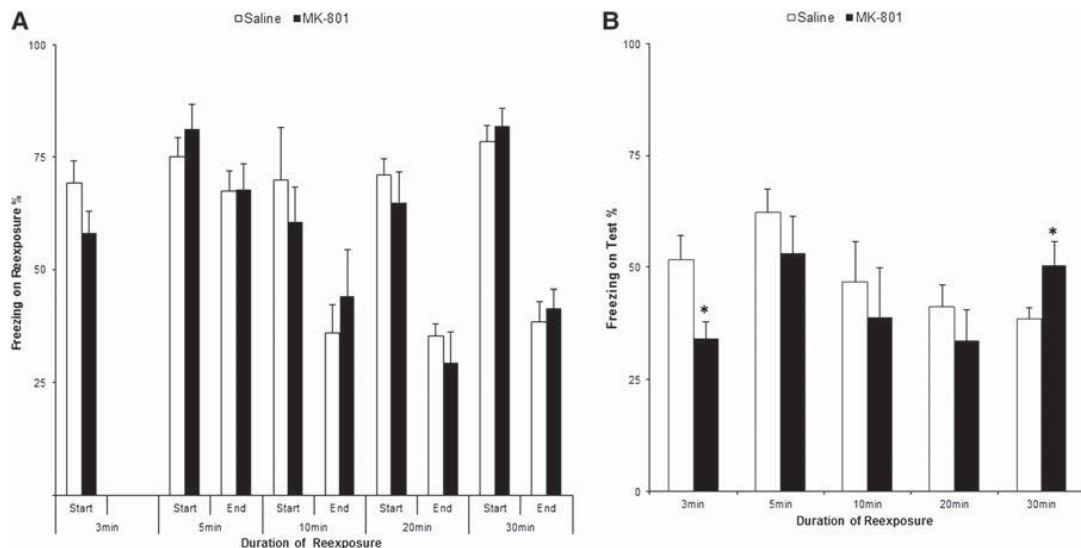 A
□Saline ■MK-801
Freezing on Reexposure %
100
75
50
25
Start Start End Start End Start End Start End
3min 5min 10min 20min 30min
Duration of Reexposure
B
□Saline ■MK-801
Freezing on Test %
100
75
50
25
0
*
*
3min 5min 10min 20min 30min
Duration of Reexposure